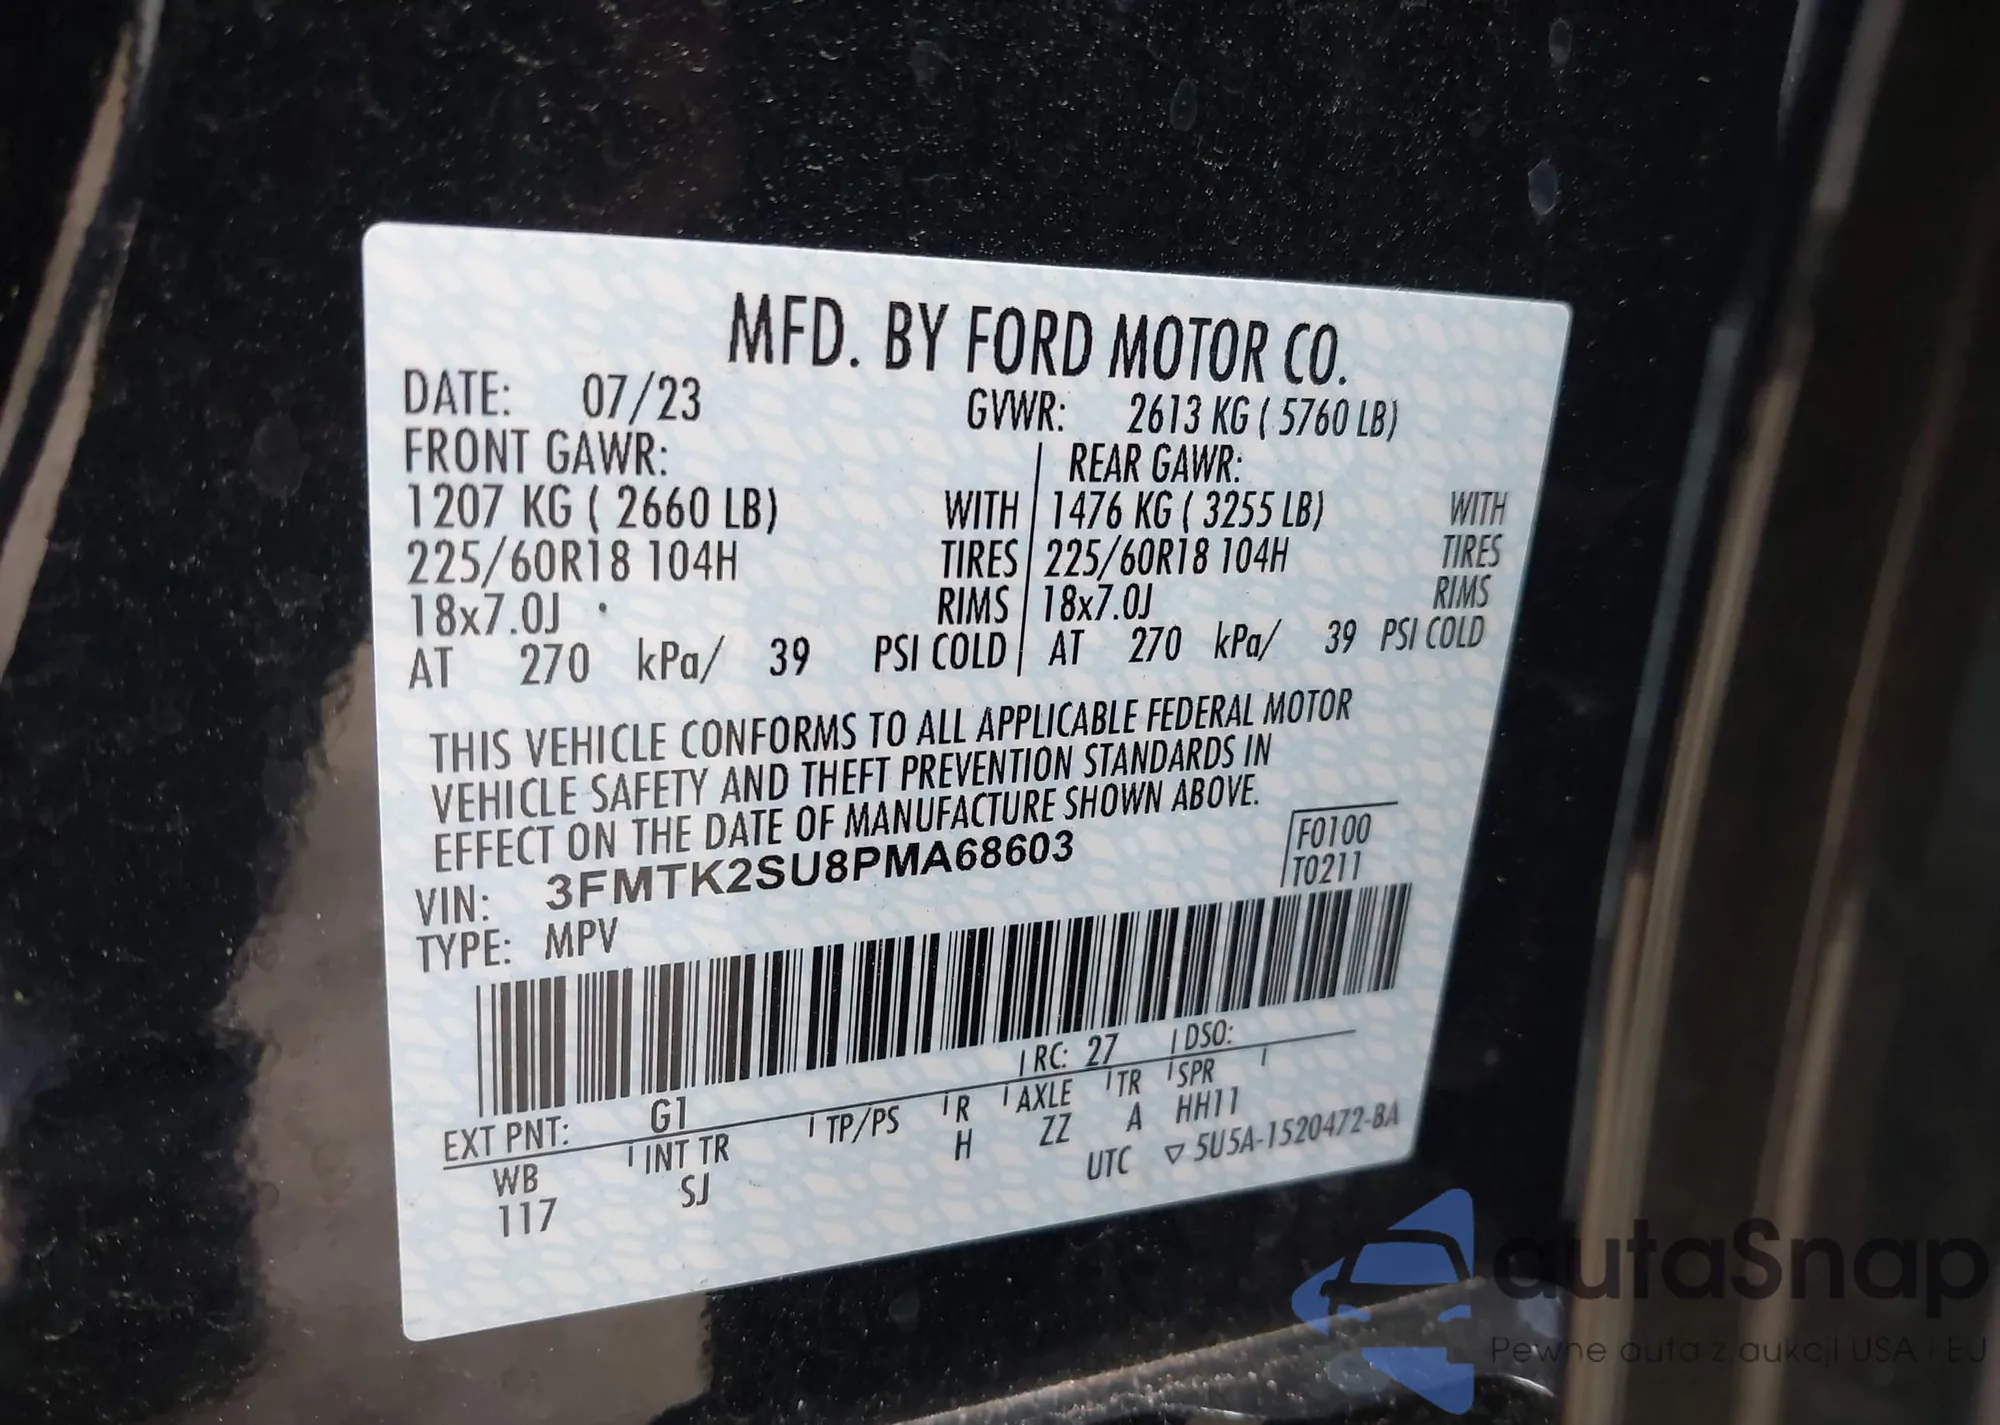 MFD. BY FORD MOTOR CO.
DATE: 07/23 GVWR: 2613 KG ( 5760 LB)
FRONT GAWR: REAR GAWR:
1207 KG ( 2660 LB) WITH 1476 KG ( 3255 LB) WITH
225/60R18 104H TIRES 225/60R18 104H TIRES
18x7.0J RIMS 18x7.0J RIMS
AT 270 kPa/ 39 PSI COLD AT 270 kPa/ 39 PSI COLD
THIS VEHICLE CONFORMS TO ALL APPLICABLE FEDERAL MOTOR
VEHICLE SAFETY AND THEFT PREVENTION STANDARDS IN
EFFECT ON THE DATE OF MANUFACTURE SHOWN ABOVE.
F0100
VIN: 3FMTK2SU8PMA68603
T0211
TYPE: MPV
RC: 27 DSO:
EXT PNT: G1
WB INT TR TP/PS R AXLE TR SPR
117 SJ H ZZ A HH11
UTC ▽ 5U5A-1520472-BA
autaSnap
Pewne auta z aukcji USA i EU